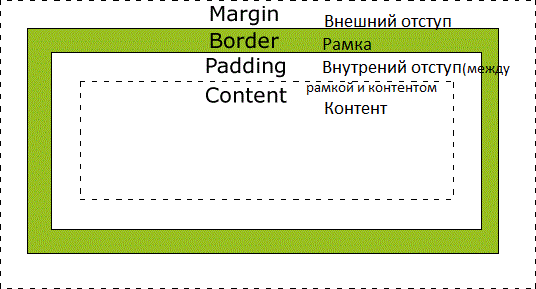 Margin Внешний отступ
Border Рамка
Padding Внутрений отступ(между
рамкой и контентом
Content Контент